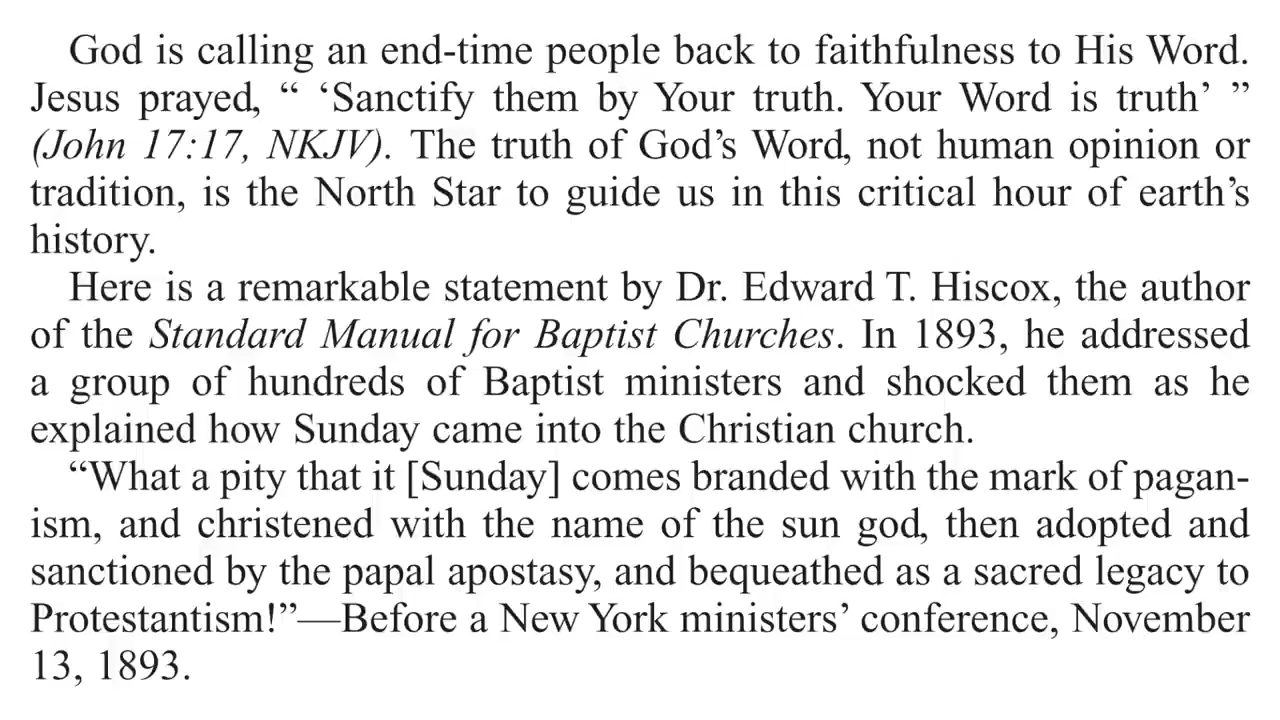 God is calling an end-time people back to faithfulness to His Word.
Jesus prayed, “ ‘Sanctify them by Your truth. Your Word is truth’ ”
(John 17:17, NKJV). The truth of God’s Word, not human opinion or
tradition, is the North Star to guide us in this critical hour of earth’s
history.
Here is a remarkable statement by Dr. Edward T. Hiscox, the author
of the Standard Manual for Baptist Churches. In 1893, he addressed
a group of hundreds of Baptist ministers and shocked them as he
explained how Sunday came into the Christian church.
“What a pity that it [Sunday] comes branded with the mark of pagan-
ism, and christened with the name of the sun god, then adopted and
sanctioned by the papal apostasy, and bequeathed as a sacred legacy to
Protestantism!”—Before a New York ministers’ conference, November
13, 1893.